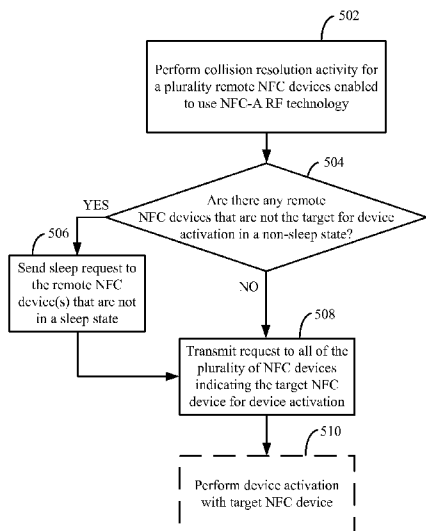 502
Perform collision resolution activity for
a plurality remote NFC devices enabled
to use NFC-A RF technology
504
Are there any remote
NFC devices that are not the target for device
activation in a non-sleep state?
YES
506
Send sleep request to
the remote NFC
device(s) that are not
in a sleep state
NO
508
Transmit request to all of the
plurality of NFC devices
indicating the target NFC
device for device activation
510
Perform device activation
with target NFC device